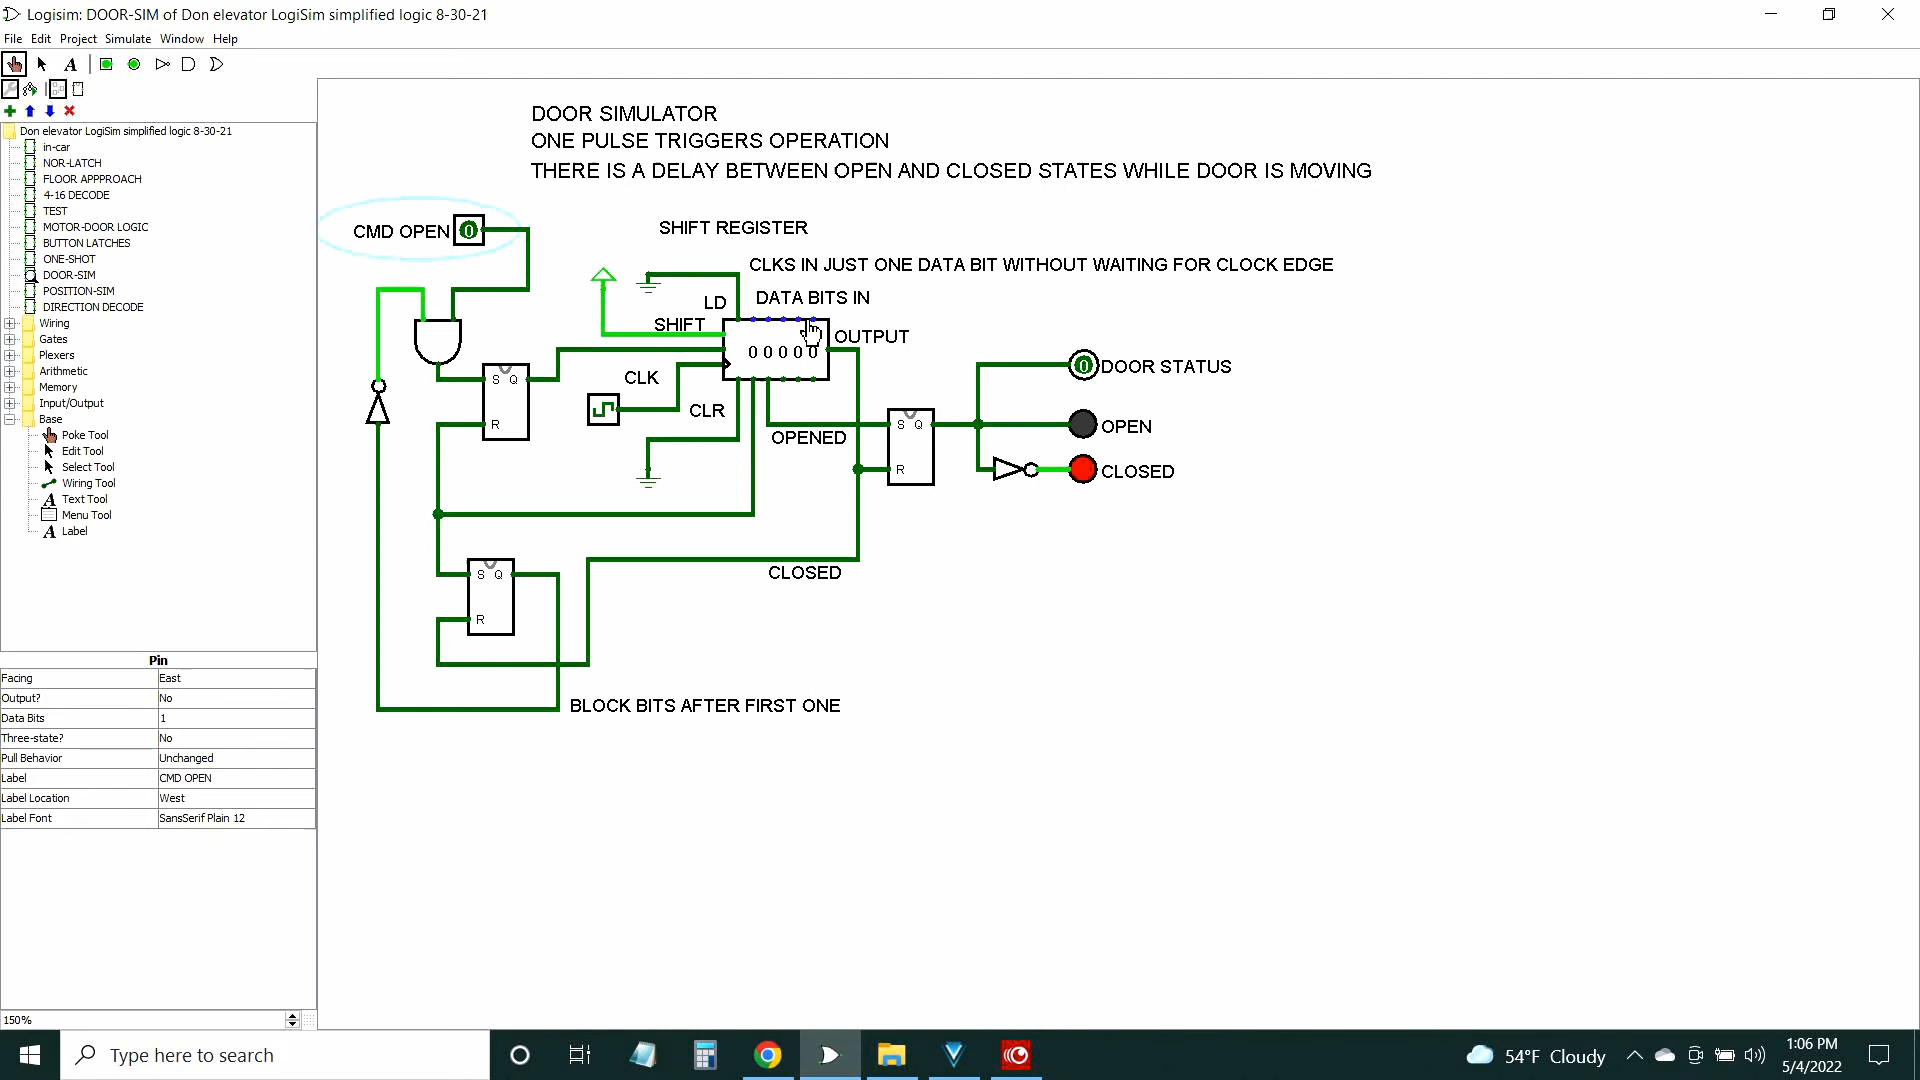 Logisim: DOOR-SIM of Don elevator LogiSim simplified logic 8-30-21
File Edit Project Simulate Window Help
A
Don elevator LogiSim simplified logic 8-30-21
in-car
NOR-LATCH
FLOOR APPPROACH
4-16 DECODE
TEST
MOTOR-DOOR LOGIC
BUTTON LATCHES
ONE-SHOT
DOOR-SIM
POSITION-SIM
DIRECTION DECODE
Wiring
Gates
Plexers
Arithmetic
Memory
Input/Output
Base
Poke Tool
Edit Tool
Select Tool
Wiring Tool
A Text Tool
Menu Tool
A Label
Pin
Facing East
Output? No
Data Bits 1
Three-state? No
Pull Behavior Unchanged
Label CMD OPEN
Label Location West
Label Font SansSerif Plain 12
150%
DOOR SIMULATOR
ONE PULSE TRIGGERS OPERATION
THERE IS A DELAY BETWEEN OPEN AND CLOSED STATES WHILE DOOR IS MOVING
CMD OPEN 0
SHIFT REGISTER
CLKS IN JUST ONE DATA BIT WITHOUT WAITING FOR CLOCK EDGE
LD DATA BITS IN
SHIFT OUTPUT
0 0 0 0 0
S Q
R
CLK
CLR
OPENED
S Q
R
0 DOOR STATUS
OPEN
CLOSED
CLOSED
S Q
R
BLOCK BITS AFTER FIRST ONE
Type here to search
54°F Cloudy
1:06 PM
5/4/2022